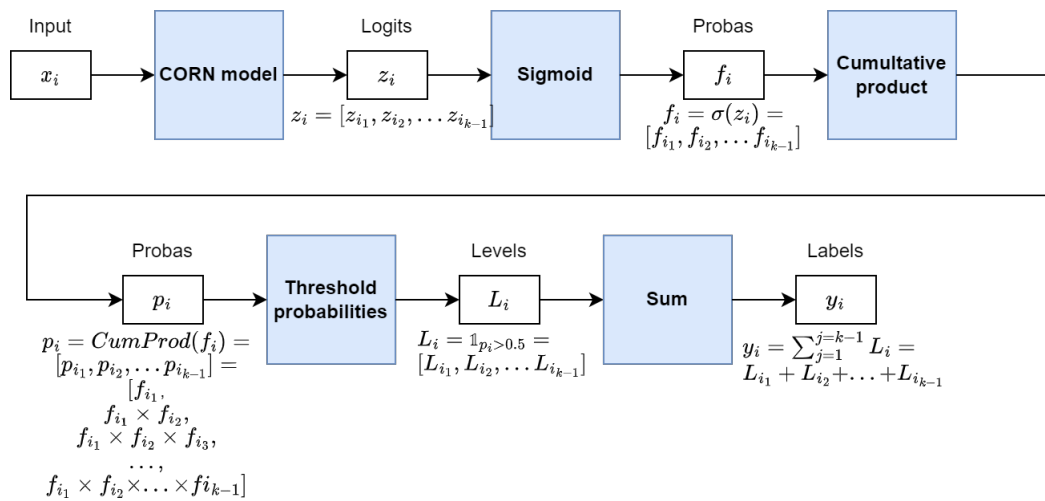 Input
x_i
CORN model
Logits
z_i
z_i = [z_{i_1}, z_{i_2}, … z_{i_{k-1}}]
Sigmoid
Probas
f_i
f_i = σ(z_i) =
[f_{i_1}, f_{i_2}, … f_{i_{k-1}}]
Cumultative
product
Probas
p_i
p_i = CumProd(f_i) =
[p_{i_1}, p_{i_2}, … p_{i_{k-1}}] =
[f_{i_1},
f_{i_1} × f_{i_2},
f_{i_1} × f_{i_2} × f_{i_3},
…,
f_{i_1} × f_{i_2} × … × fi_{k-1}]
Threshold
probabilities
Levels
L_i
L_i = 𝟙_{p_i>0.5} =
[L_{i_1}, L_{i_2}, … L_{i_{k-1}}]
Sum
Labels
y_i
y_i = ∑_{j=1}^{j=k-1} L_i =
L_{i_1} + L_{i_2} + … + L_{i_{k-1}}